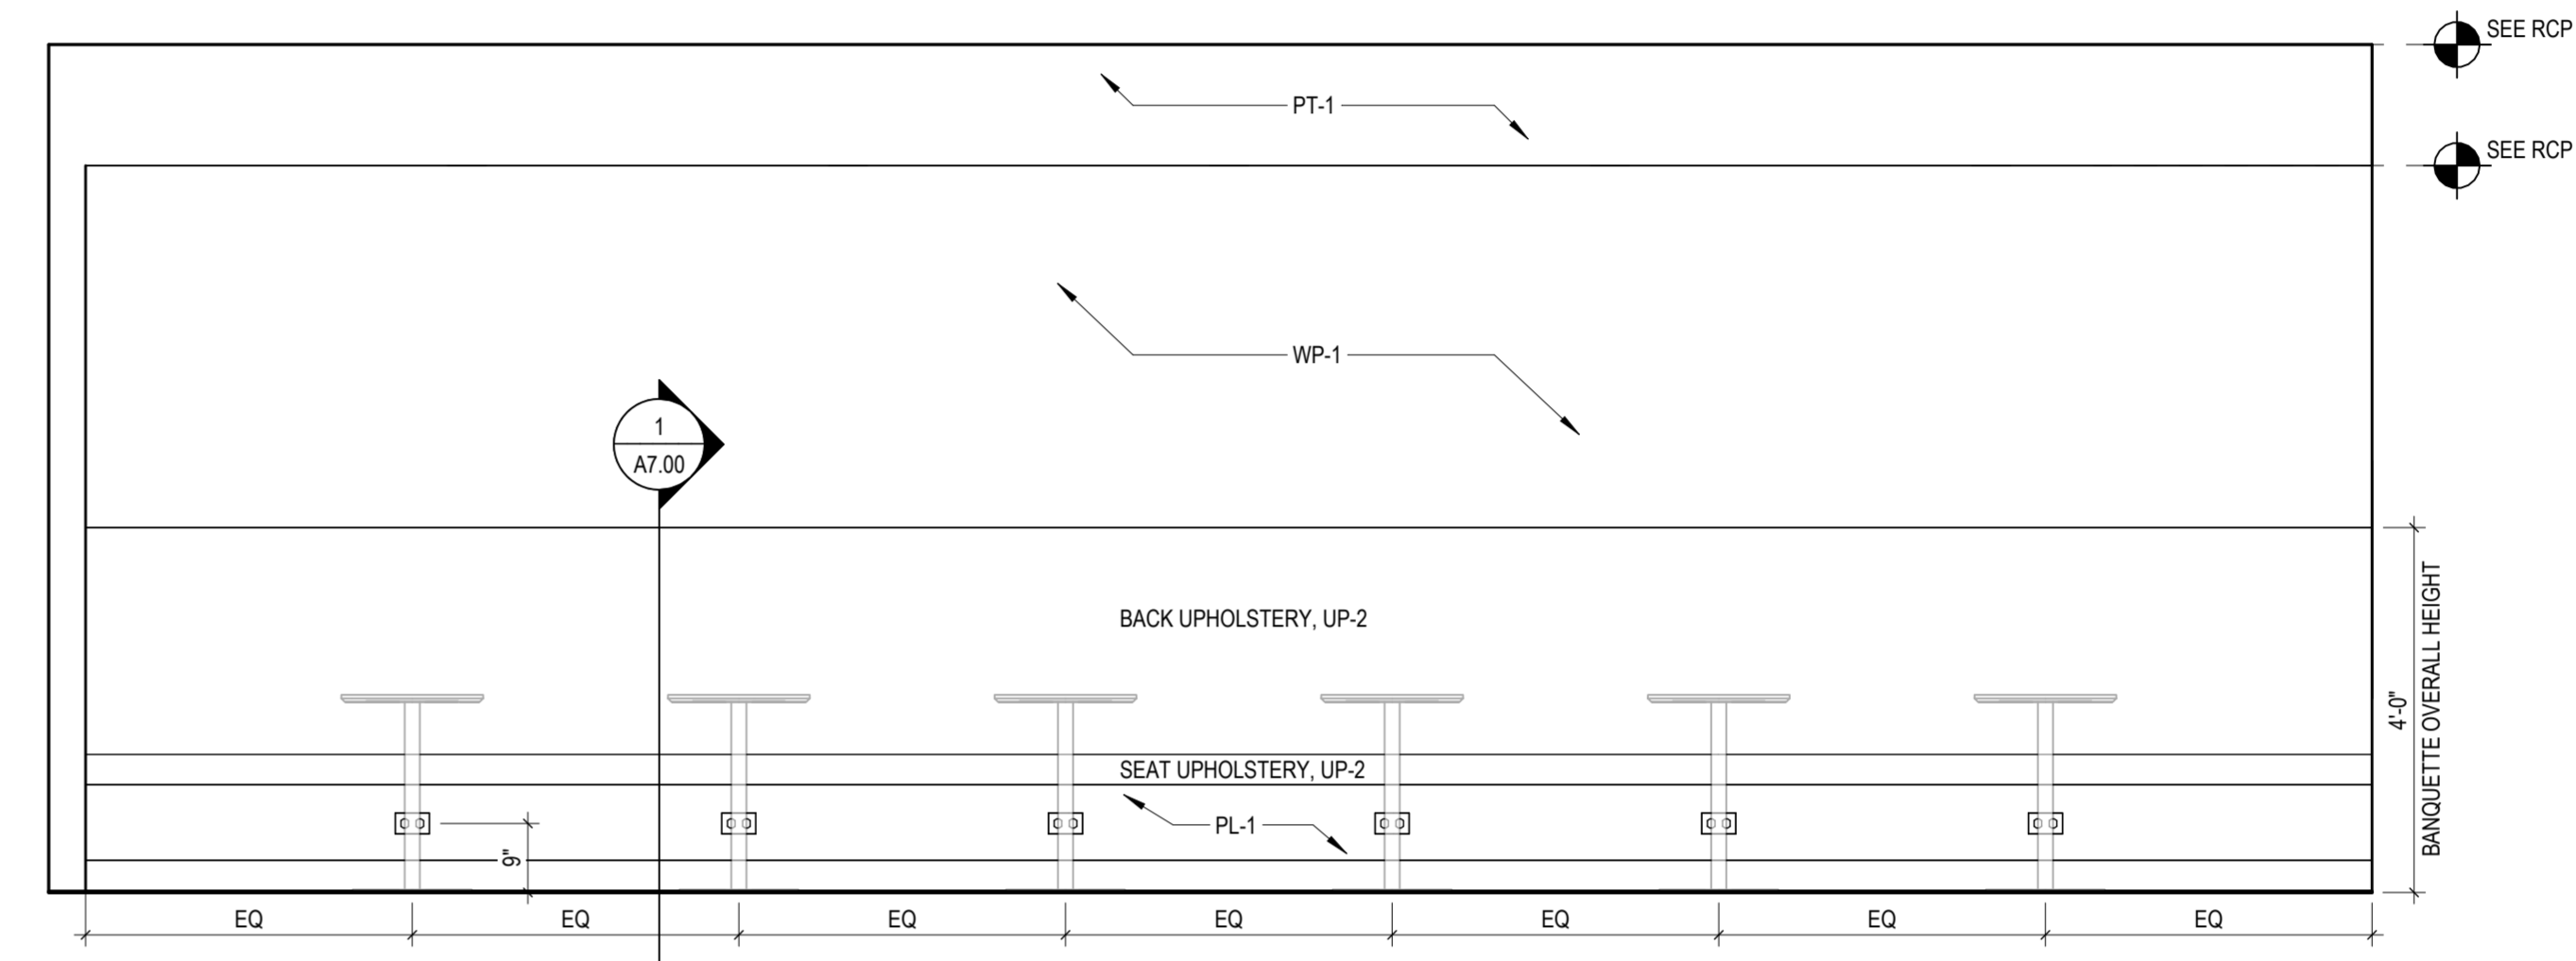 SEE RCP
PT-1
SEE RCP
WP-1
1
A7.00
BACK UPHOLSTERY, UP-2
4'-0"
BANQUETTE OVERALL HEIGHT
SEAT UPHOLSTERY, UP-2
PL-1
9"
EQ EQ EQ EQ EQ EQ EQ